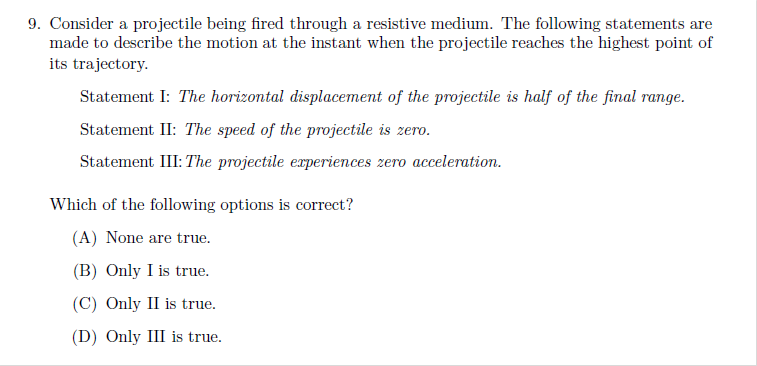 9. Consider a projectile being fired through a resistive medium. The following statements are
made to describe the motion at the instant when the projectile reaches the highest point of
its trajectory.
Statement I: The horizontal displacement of the projectile is half of the final range.
Statement II: The speed of the projectile is zero.
Statement III: The projectile experiences zero acceleration.
Which of the following options is correct?
(A) None are true.
(B) Only I is true.
(C) Only II is true.
(D) Only III is true.